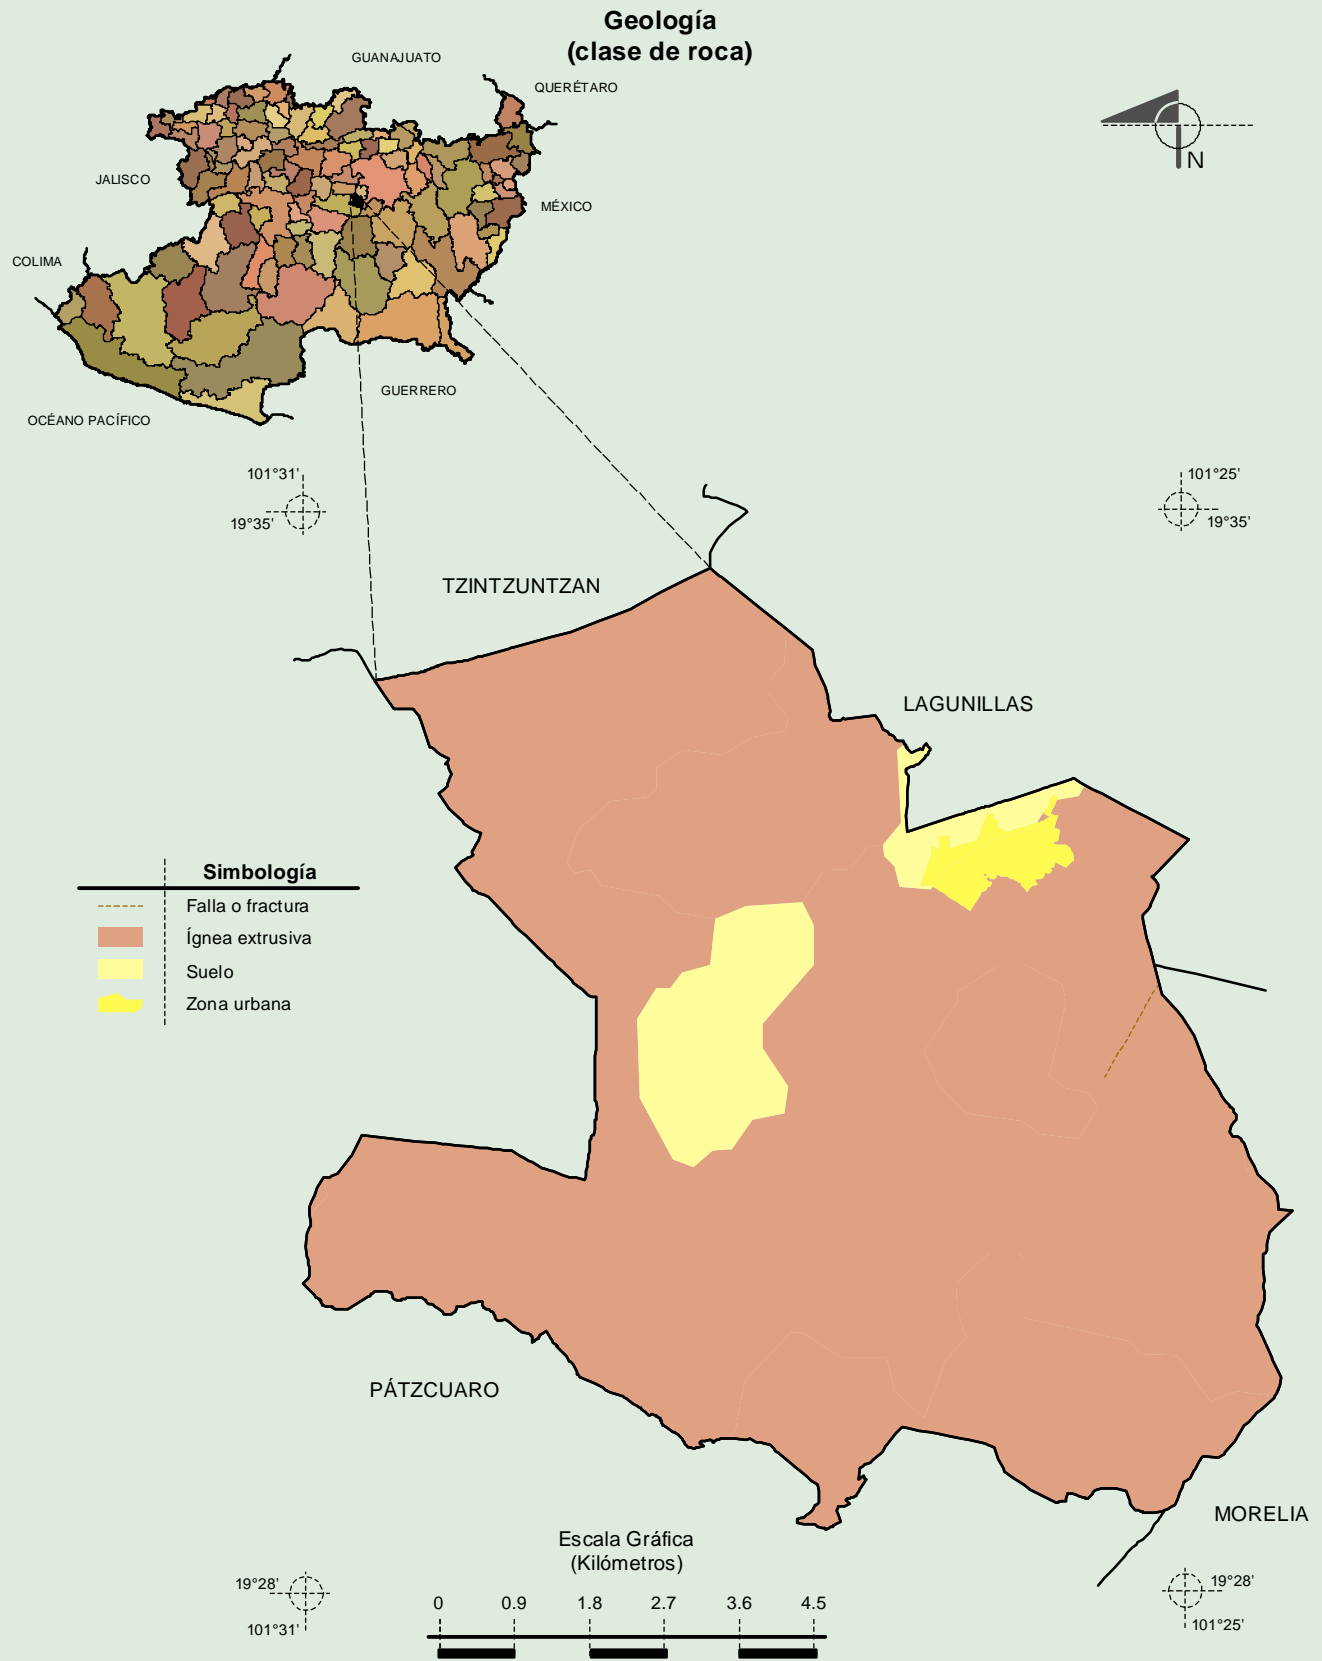 Geología
(clase de roca)
GUANAJUATO
QUERÉTARO
JALISCO
MÉXICO
COLIMA
GUERRERO
OCÉANO PACÍFICO
N
101°31'
19°35'
101°25'
19°35'
TZINTZUNTZAN
LAGUNILLAS
Simbología
Falla o fractura
Ígnea extrusiva
Suelo
Zona urbana
PÁTZCUARO
MORELIA
Escala Gráfica
(Kilómetros)
0 0.9 1.8 2.7 3.6 4.5
19°28'
101°31'
19°28'
101°25'